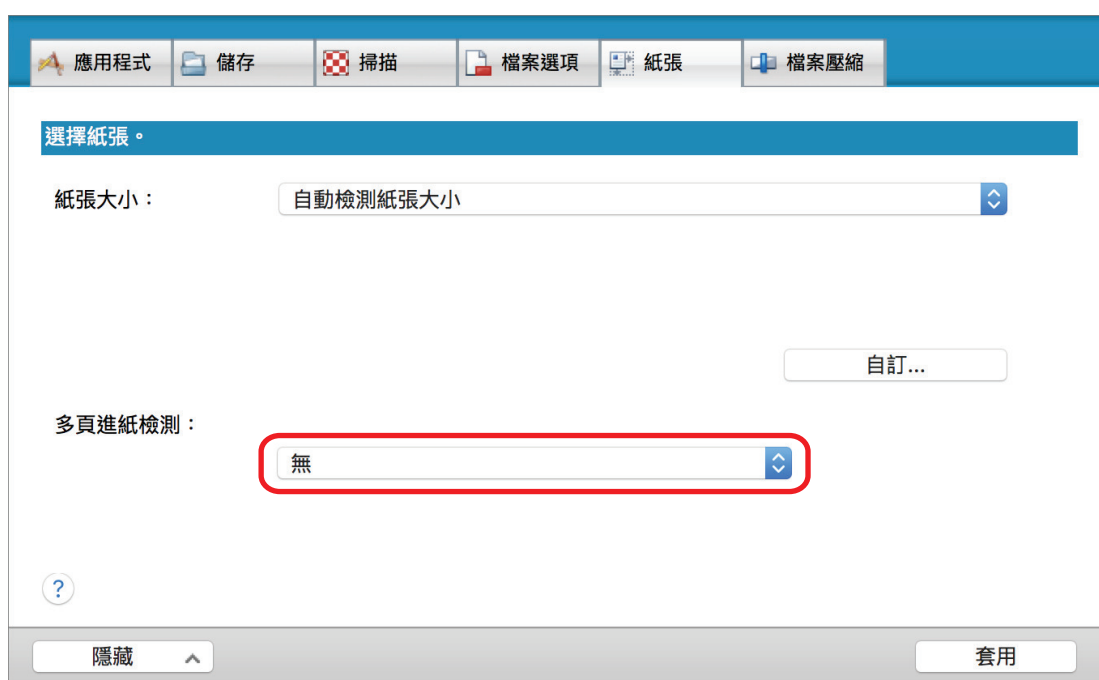 應用程式 儲存 掃描 檔案選項 紙張 檔案壓縮
選擇紙張。
紙張大小： 自動檢測紙張大小
自訂...
多頁進紙檢測：
無
?
隱藏 套用